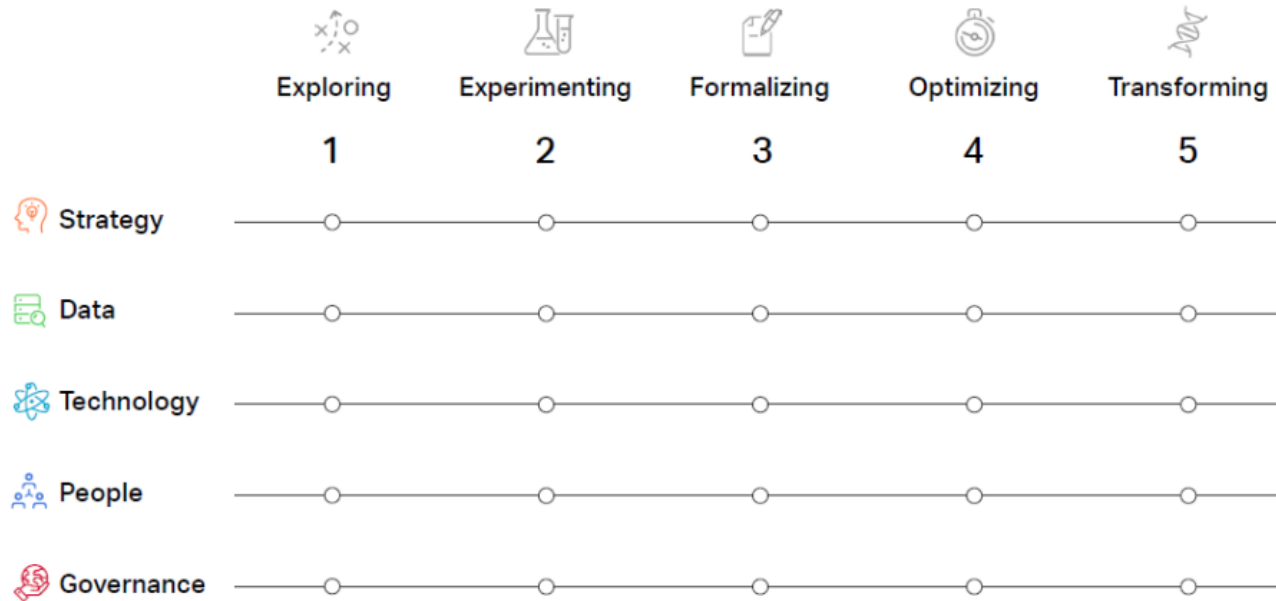 Exploring Experimenting Formalizing Optimizing Transforming
1 2 3 4 5
Strategy
Data
Technology
People
Governance